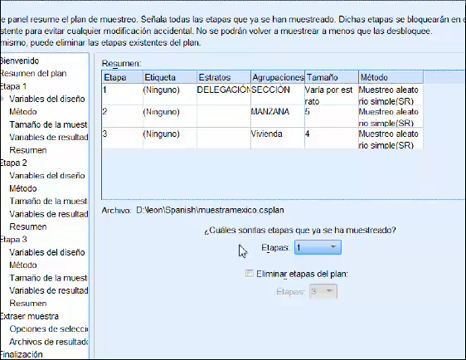 e panel resume el plan de muestreo. Señala todas las etapas que ya se han muestreado. Dichas etapas se bloquearán en e
istente para evitar cualquier modificación accidental. No se podrán volver a muestrear a menos que las desbloquee.
mismo, puede eliminar las etapas existentes del plan.
Bienvenido
Resumen del plan
Etapa 1
Variables del diseño
Método
Tamaño de la muest
Variables de resultad
Resumen
Etapa 2
Variables del diseño
Método
Tamaño de la muest
Variables de resultad
Resumen
Etapa 3
Variables del diseño
Método
Tamaño de la muest
Variables de resultad
Resumen
Extraer muestra
Opciones de selecci
Archivos de resultado
Finalización
Resumen:
Etapa Etiqueta Estratos Agrupaciones Tamaño Método
1 (Ninguno) DELEGACIÓN SECCIÓN Varía por est Muestreo aleato
rato rio simple(SR)
2 (Ninguno) MANZANA 5 Muestreo aleato
rio simple(SR)
3 (Ninguno) Vivienda 4 Muestreo aleato
rio simple(SR)
Archivo: D:\leon\Spanish\muestramexico.csplan
¿Cuáles son las etapas que ya se ha muestreado?
Etapas: 1
Eliminar etapas del plan:
Etapas: 3